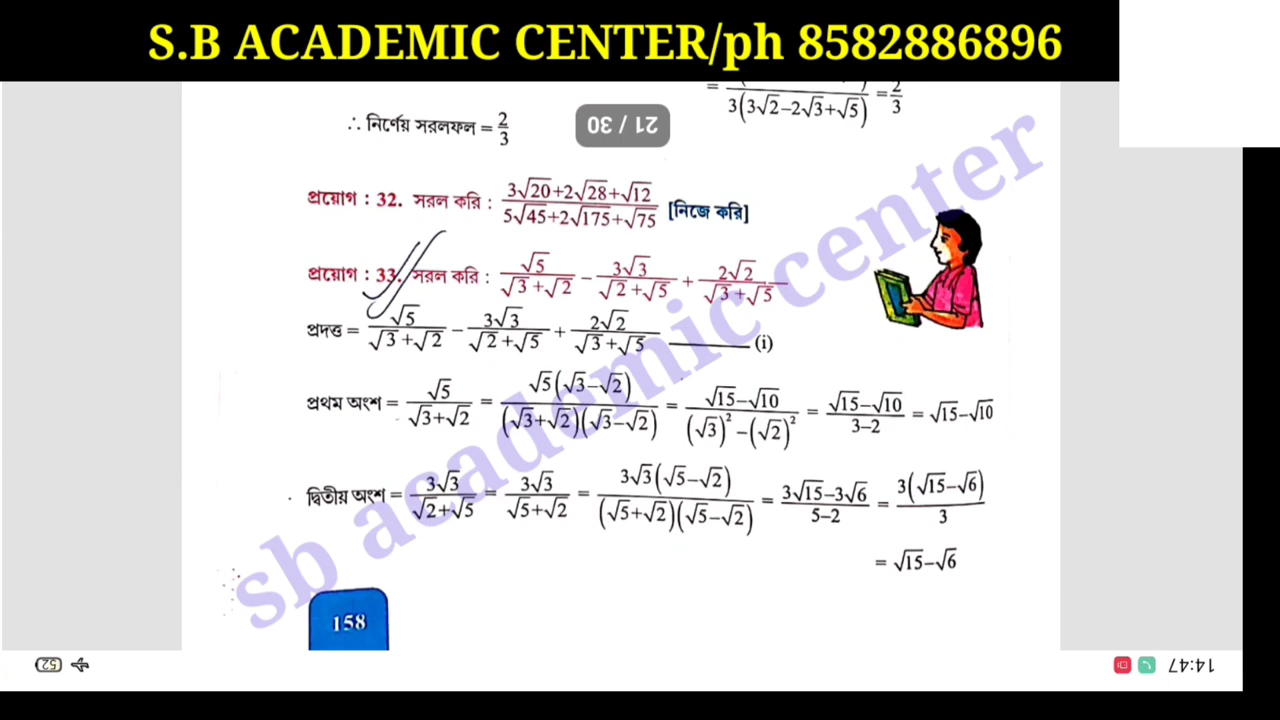 S.B ACADEMIC CENTER/ph 8582886896
= 3(3√2–2√3+√5) = 2/3
∴ নির্ণেয় সরলফল = 2/3
21 / 30
প্রয়োগ : 32. সরল করি : (3√20+2√28+√12)/(5√45+2√175+√75) [নিজে করি]
প্রয়োগ : 33. সরল করি : √5/(√3+√2) – 3√3/(√2+√5) + 2√2/(√3+√5)
প্রদত্ত = √5/(√3+√2) – 3√3/(√2+√5) + 2√2/(√3+√5) ——— (i)
প্রথম অংশ = √5/(√3+√2) = √5(√3–√2)/(√3+√2)(√3–√2) = (√15–√10)/((√3)²–(√2)²) = (√15–√10)/(3–2) = √15–√10
দ্বিতীয় অংশ = 3√3/(√2+√5) = 3√3/(√5+√2) = 3√3(√5–√2)/(√5+√2)(√5–√2) = (3√15–3√6)/(5–2) = 3(√15–√6)/3
= √15–√6
sb academic center
158
52
14:47